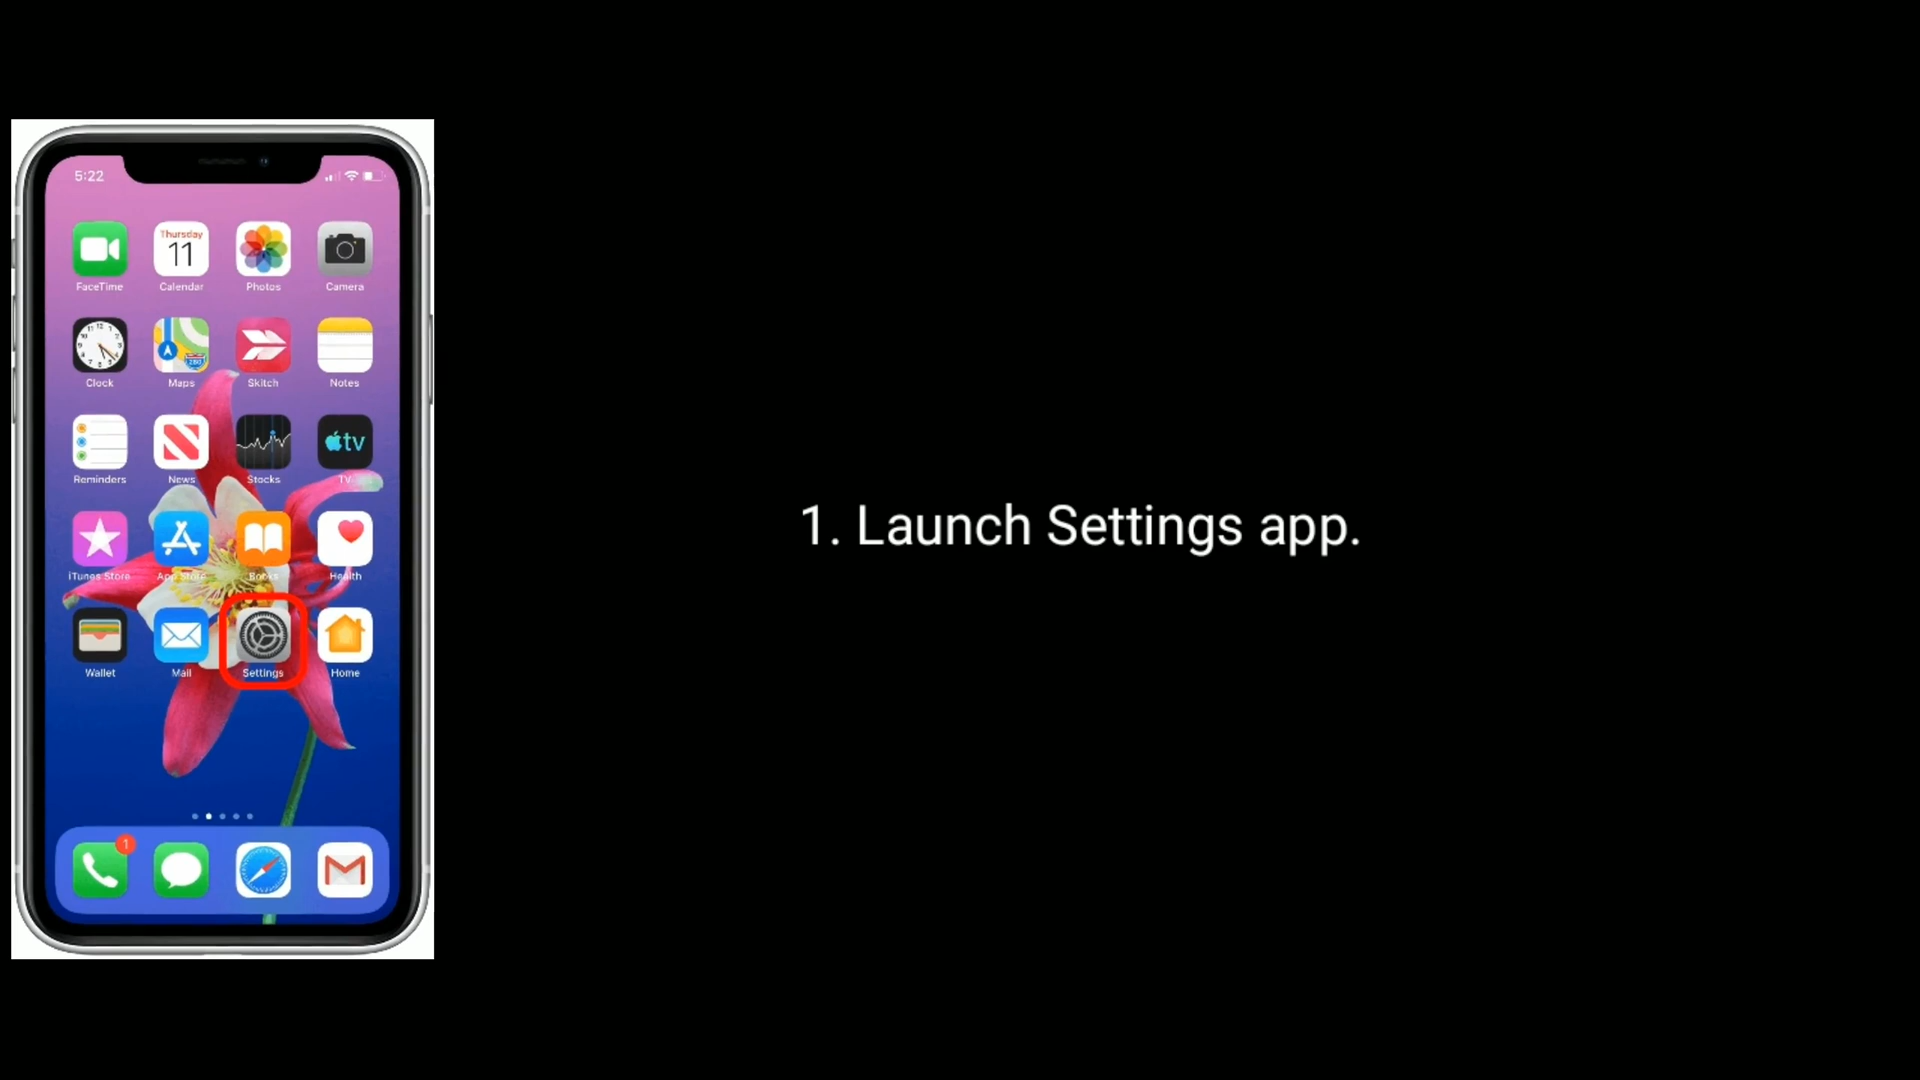 5:22
Thursday
11
FaceTime
Calendar
Photos
Camera
Clock
Maps
Skitch
Notes
tv
Reminders
News
Stocks
TV
iTunes Store
App Store
Books
Health
Wallet
Mail
Settings
Home
1
1. Launch Settings app.